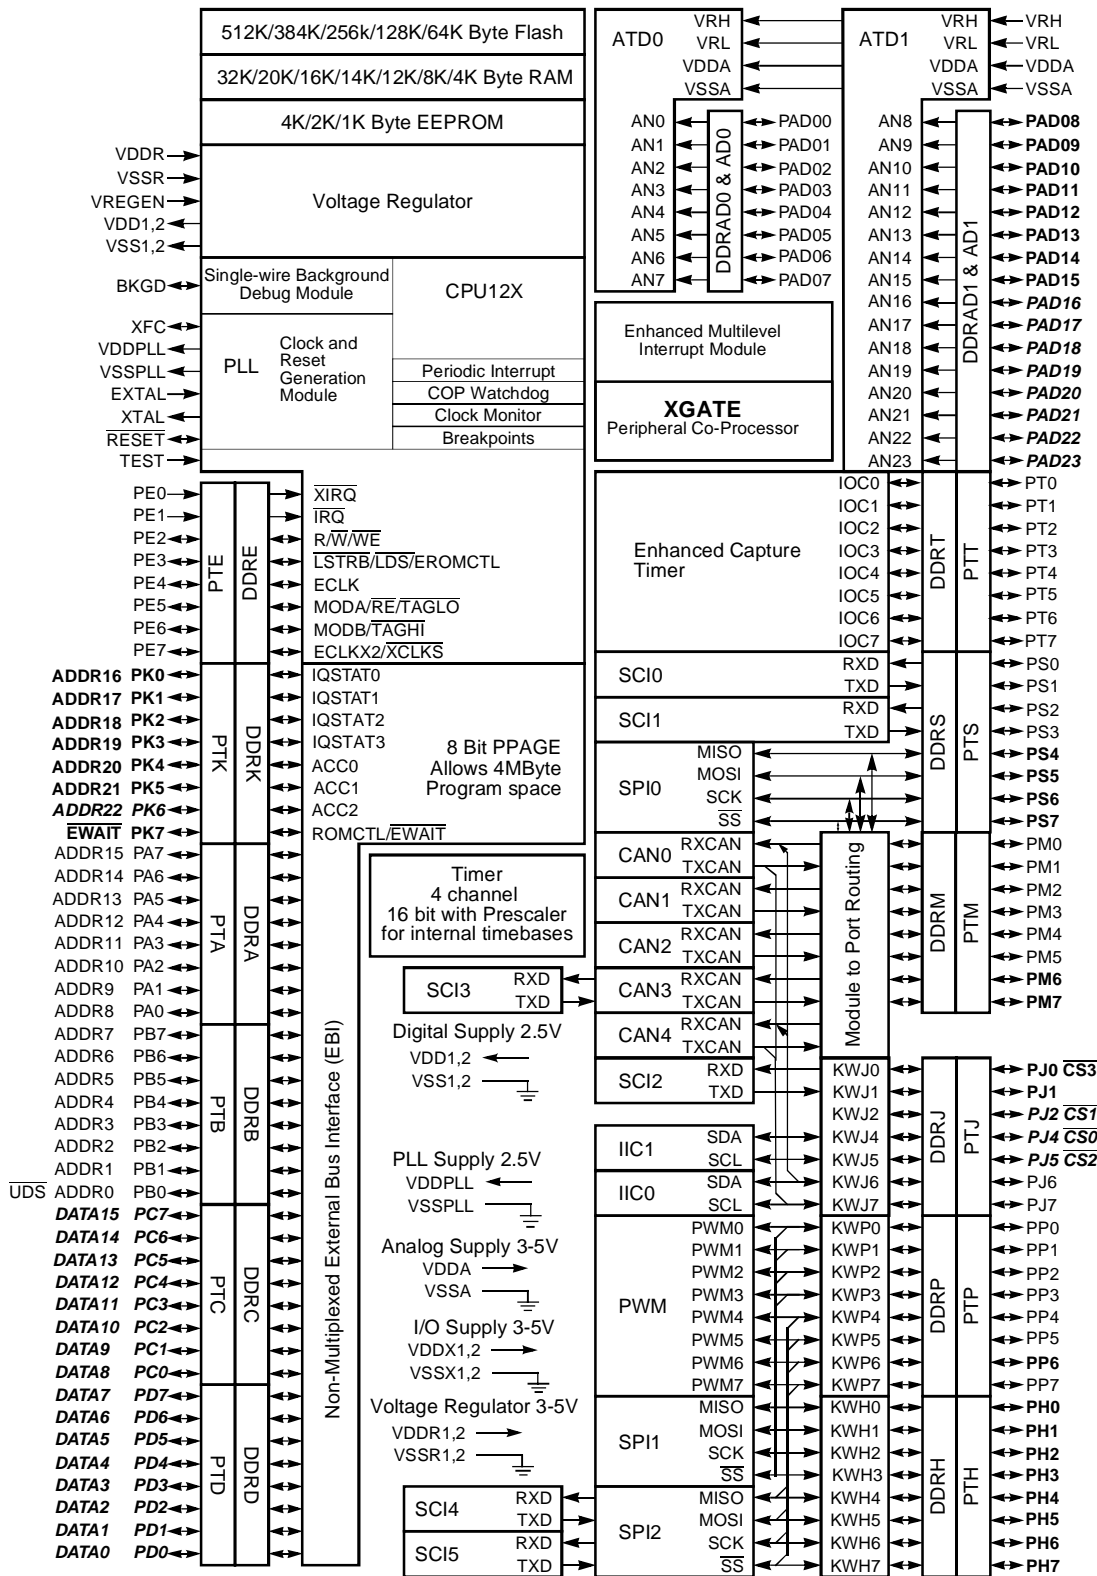 512K/384K/256k/128K/64K Byte Flash
32K/20K/16K/14K/12K/8K/4K Byte RAM
4K/2K/1K Byte EEPROM
VDDR
VSSR
VREGEN
VDD1,2
VSS1,2
Voltage Regulator
BKGD
Single-wire Background
Debug Module
CPU12X
XFC
VDDPLL
VSSPLL
EXTAL
XTAL
RESET
TEST
PLL
Clock and
Reset
Generation
Module
Periodic Interrupt
COP Watchdog
Clock Monitor
Breakpoints
PE0
PE1
PE2
PE3
PE4
PE5
PE6
PE7
PTE
DDRE
XIRQ
IRQ
R/W/WE
LSTRB/LDS/EROMCTL
ECLK
MODA/RE/TAGLO
MODB/TAGHI
ECLKX2/XCLKS
ADDR16 PK0
ADDR17 PK1
ADDR18 PK2
ADDR19 PK3
ADDR20 PK4
ADDR21 PK5
ADDR22 PK6
EWAIT PK7
PTK
DDRK
IQSTAT0
IQSTAT1
IQSTAT2
IQSTAT3
ACC0
ACC1
ACC2
ROMCTL/EWAIT
8 Bit PPAGE
Allows 4MByte
Program space
ADDR15 PA7
ADDR14 PA6
ADDR13 PA5
ADDR12 PA4
ADDR11 PA3
ADDR10 PA2
ADDR9 PA1
ADDR8 PA0
PTA
DDRA
ADDR7 PB7
ADDR6 PB6
ADDR5 PB5
ADDR4 PB4
ADDR3 PB3
ADDR2 PB2
ADDR1 PB1
UDS ADDR0 PB0
PTB
DDRB
DATA15 PC7
DATA14 PC6
DATA13 PC5
DATA12 PC4
DATA11 PC3
DATA10 PC2
DATA9 PC1
DATA8 PC0
PTC
DDRC
DATA7 PD7
DATA6 PD6
DATA5 PD5
DATA4 PD4
DATA3 PD3
DATA2 PD2
DATA1 PD1
DATA0 PD0
PTD
DDRD
Non-Multiplexed External Bus Interface (EBI)
Timer
4 channel
16 bit with Prescaler
for internal timebases
SCI3
RXD
TXD
Digital Supply 2.5V
VDD1,2
VSS1,2
PLL Supply 2.5V
VDDPLL
VSSPLL
Analog Supply 3-5V
VDDA
VSSA
I/O Supply 3-5V
VDDX1,2
VSSX1,2
Voltage Regulator 3-5V
VDDR1,2
VSSR1,2
SCI4
RXD
TXD
SCI5
RXD
TXD
ATD0
VRH
VRL
VDDA
VSSA
AN0
AN1
AN2
AN3
AN4
AN5
AN6
AN7
DDRAD0 & AD0
PAD00
PAD01
PAD02
PAD03
PAD04
PAD05
PAD06
PAD07
ATD1
VRH
VRL
VDDA
VSSA
VRH
VRL
VDDA
VSSA
AN8
AN9
AN10
AN11
AN12
AN13
AN14
AN15
AN16
AN17
AN18
AN19
AN20
AN21
AN22
AN23
DDRAD1 & AD1
PAD08
PAD09
PAD10
PAD11
PAD12
PAD13
PAD14
PAD15
PAD16
PAD17
PAD18
PAD19
PAD20
PAD21
PAD22
PAD23
Enhanced Multilevel
Interrupt Module
XGATE
Peripheral Co-Processor
Enhanced Capture
Timer
IOC0
IOC1
IOC2
IOC3
IOC4
IOC5
IOC6
IOC7
DDRT
PTT
PT0
PT1
PT2
PT3
PT4
PT5
PT6
PT7
SCI0
RXD
TXD
SCI1
RXD
TXD
SPI0
MISO
MOSI
SCK
SS
DDRS
PTS
PS0
PS1
PS2
PS3
PS4
PS5
PS6
PS7
CAN0
RXCAN
TXCAN
CAN1
RXCAN
TXCAN
CAN2
RXCAN
TXCAN
CAN3
RXCAN
TXCAN
CAN4
RXCAN
TXCAN
Module to Port Routing
DDRM
PTM
PM0
PM1
PM2
PM3
PM4
PM5
PM6
PM7
SCI2
RXD
TXD
IIC1
SDA
SCL
IIC0
SDA
SCL
KWJ0
KWJ1
KWJ2
KWJ4
KWJ5
KWJ6
KWJ7
DDRJ
PTJ
PJ0 CS3
PJ1
PJ2 CS1
PJ4 CS0
PJ5 CS2
PJ6
PJ7
PWM
PWM0
PWM1
PWM2
PWM3
PWM4
PWM5
PWM6
PWM7
KWP0
KWP1
KWP2
KWP3
KWP4
KWP5
KWP6
KWP7
DDRP
PTP
PP0
PP1
PP2
PP3
PP4
PP5
PP6
PP7
SPI1
MISO
MOSI
SCK
SS
SPI2
MISO
MOSI
SCK
SS
KWH0
KWH1
KWH2
KWH3
KWH4
KWH5
KWH6
KWH7
DDRH
PTH
PH0
PH1
PH2
PH3
PH4
PH5
PH6
PH7